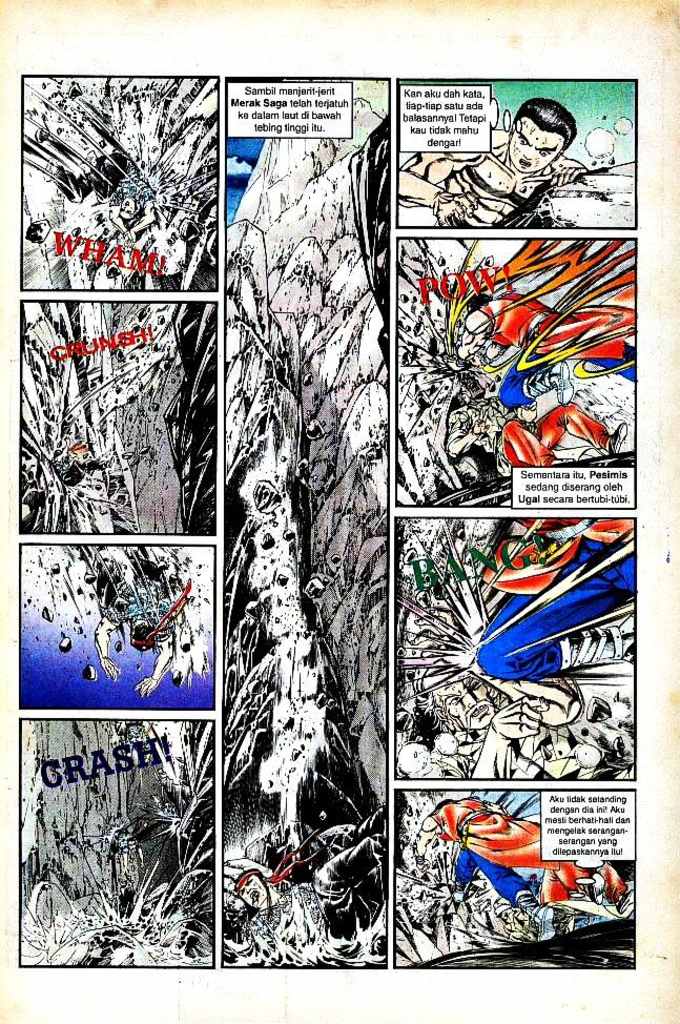 WHAM!
CRUNSH!
CRASH!
Sambil manjerit-jerit
Merak Saga telah terjatuh
ke dalam laut di bawah
tebing tinggi itu.
Kan aku dah kata,
tiap-tiap satu ada
balasannya! Tetapi
kau tidak mahu
dengar!
POW!
Sementara itu, Pesimis
sedang diserang oleh
Ugal secara bertubi-tubi.
BANG!
Aku tidak setanding
dengan dia ini! Aku
mesti berhati-hati dan
mengelak serangan-
serangan yang
dilepaskannya itu!